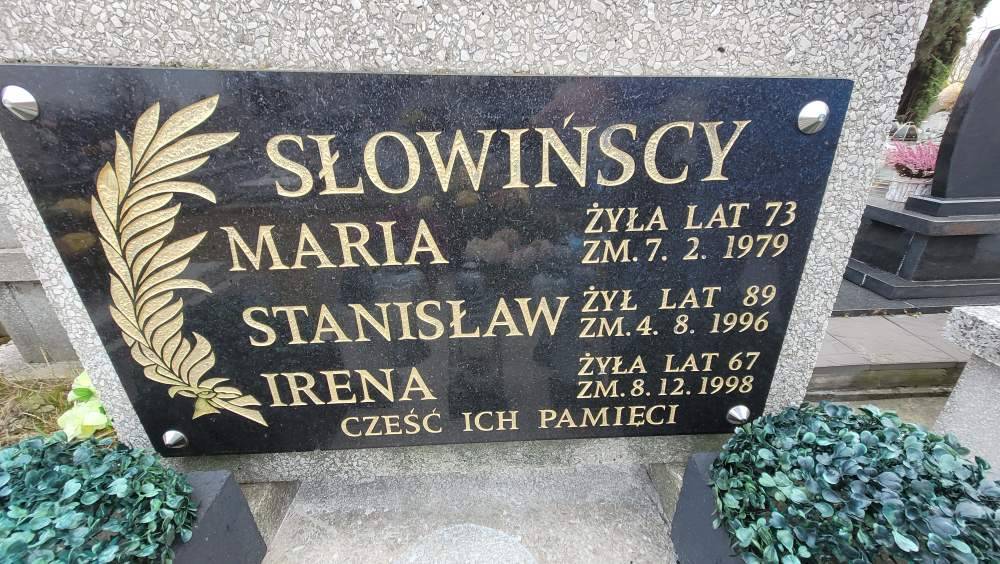 SŁOWIŃSCY
MARIA ŻYŁA LAT 73
ZM. 7. 2. 1979
STANISŁAW ŻYŁ LAT 89
ZM. 4. 8. 1996
IRENA ŻYŁA LAT 67
ZM. 8. 12. 1998
CZEŚĆ ICH PAMIĘCI